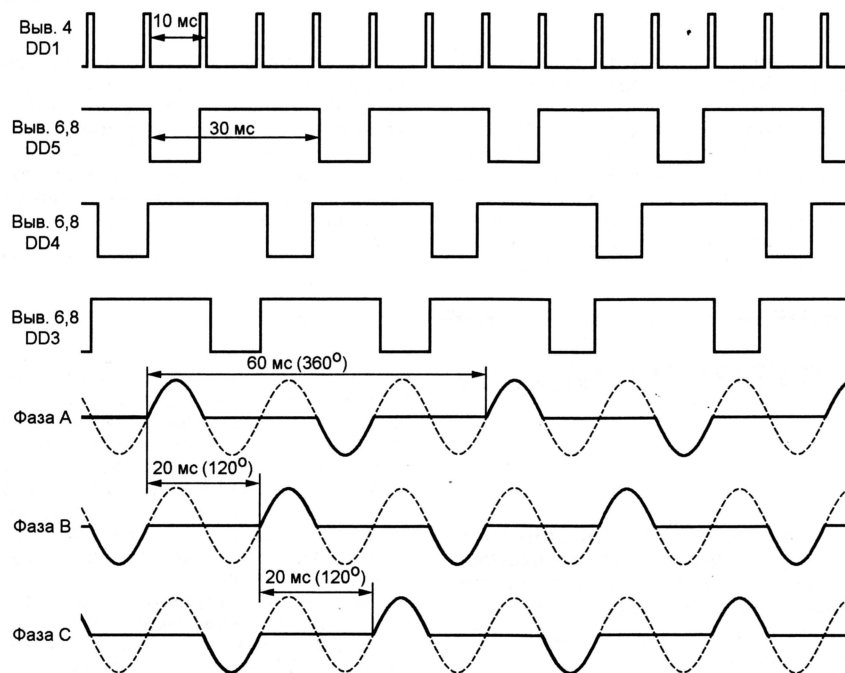 Выв. 4
DD1
10 мс
Выв. 6,8
DD5
30 мс
Выв. 6,8
DD4
Выв. 6,8
DD3
60 мс (360°)
Фаза А
20 мс (120°)
Фаза В
20 мс (120°)
Фаза С